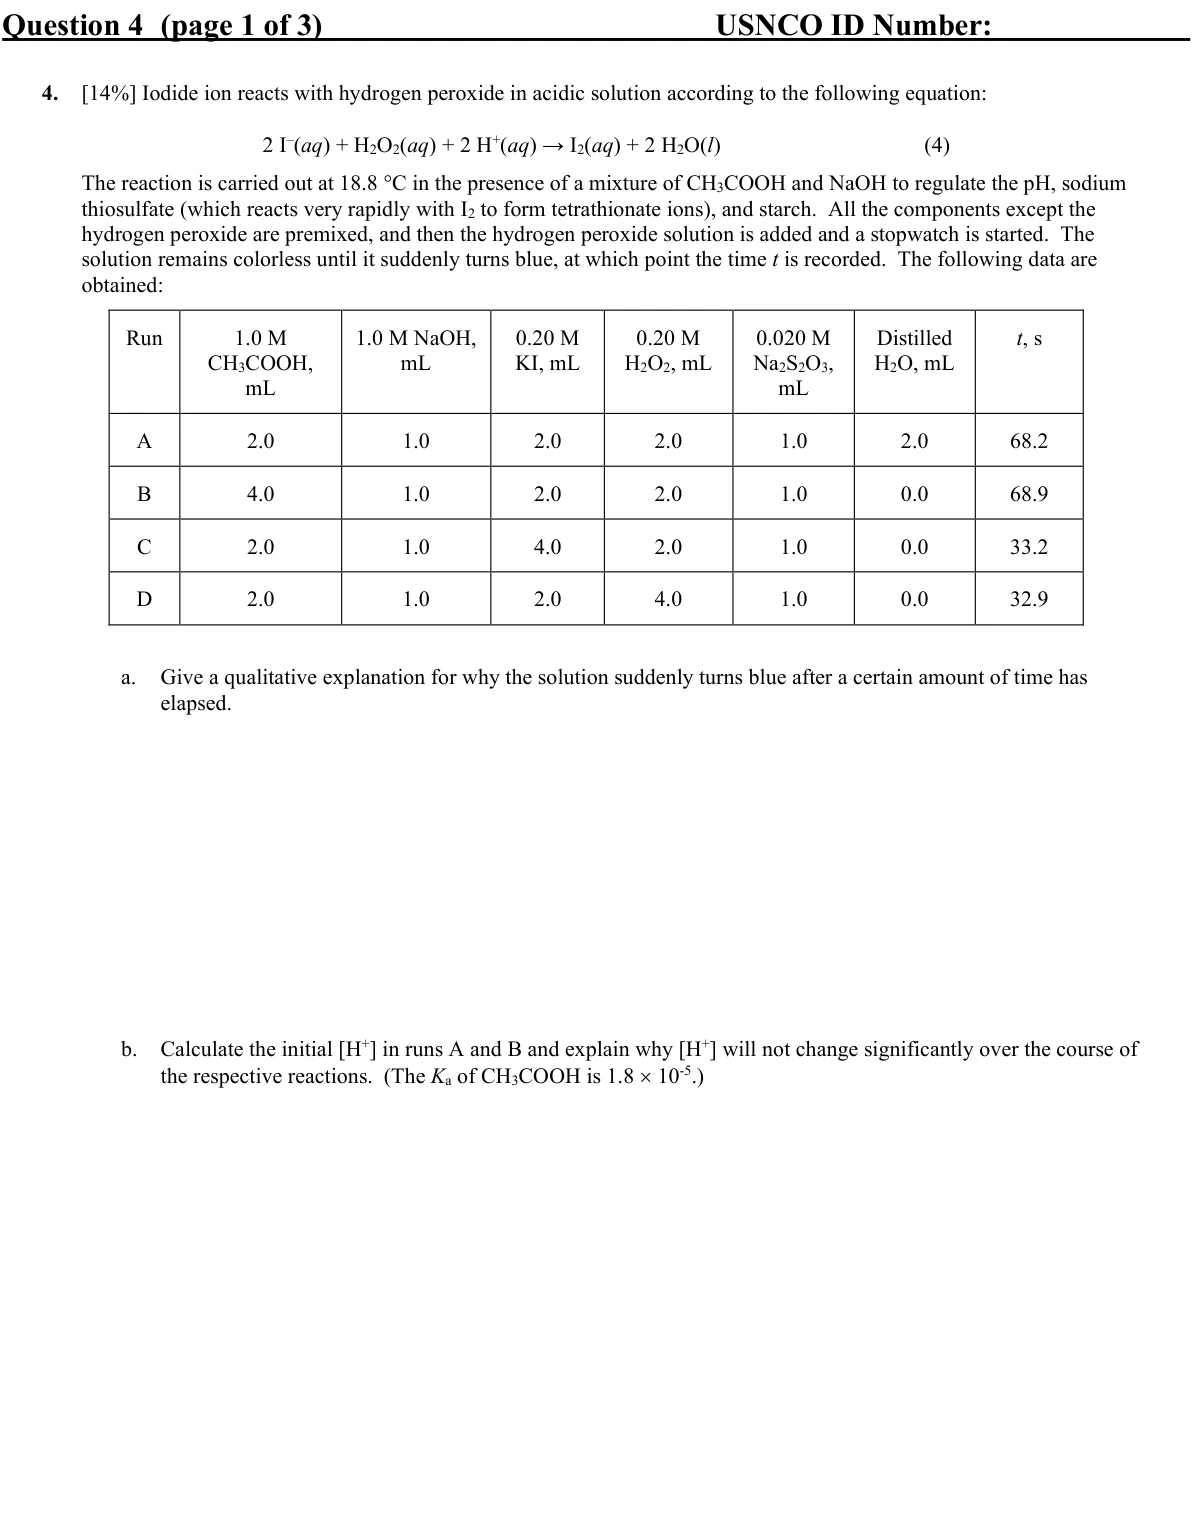 Question 4 (page 1 of 3) USNCO ID Number:
4. [14%] Iodide ion reacts with hydrogen peroxide in acidic solution according to the following equation:
2 I⁻(aq) + H₂O₂(aq) + 2 H⁺(aq) → I₂(aq) + 2 H₂O(l) (4)
The reaction is carried out at 18.8 °C in the presence of a mixture of CH₃COOH and NaOH to regulate the pH, sodium
thiosulfate (which reacts very rapidly with I₂ to form tetrathionate ions), and starch. All the components except the
hydrogen peroxide are premixed, and then the hydrogen peroxide solution is added and a stopwatch is started. The
solution remains colorless until it suddenly turns blue, at which point the time t is recorded. The following data are
obtained:
Run 1.0 M 1.0 M NaOH, 0.20 M 0.20 M 0.020 M Distilled t, s
CH₃COOH, mL KI, mL H₂O₂, mL Na₂S₂O₃, H₂O, mL
mL mL
A 2.0 1.0 2.0 2.0 1.0 2.0 68.2
B 4.0 1.0 2.0 2.0 1.0 0.0 68.9
C 2.0 1.0 4.0 2.0 1.0 0.0 33.2
D 2.0 1.0 2.0 4.0 1.0 0.0 32.9
a. Give a qualitative explanation for why the solution suddenly turns blue after a certain amount of time has
elapsed.
b. Calculate the initial [H⁺] in runs A and B and explain why [H⁺] will not change significantly over the course of
the respective reactions. (The Kₐ of CH₃COOH is 1.8 × 10⁻⁵.)